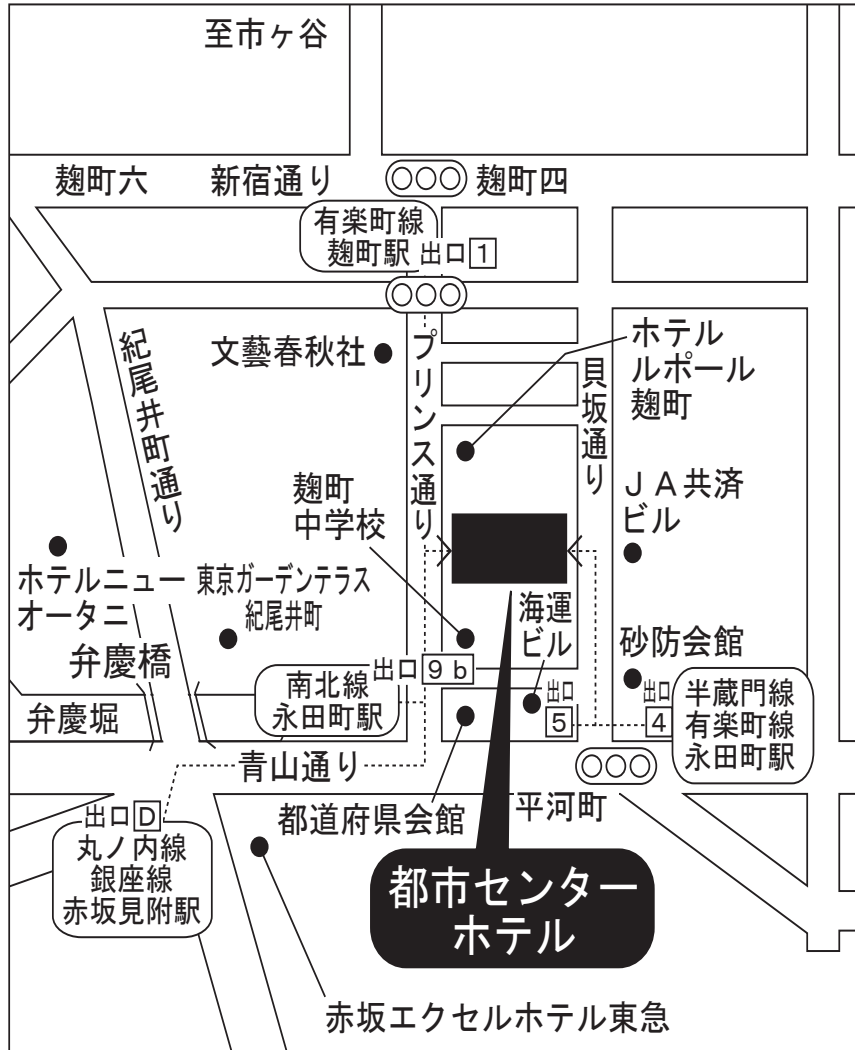 至市ヶ谷
麹町六
新宿通り
麹町四
有楽町線
麹町駅 出口 1
文藝春秋社
プリンス通り
ホテル
ルポール
麹町
貝坂通り
紀尾井町通り
麹町
中学校
ＪＡ共済
ビル
ホテルニュー
オータニ
東京ガーデンテラス
紀尾井町
海運
ビル
砂防会館
弁慶橋
出口 9b
南北線
永田町駅
出口
5
出口
4
半蔵門線
有楽町線
永田町駅
弁慶堀
青山通り
都道府県会館
平河町
出口 D
丸ノ内線
銀座線
赤坂見附駅
都市センター
ホテル
赤坂エクセルホテル東急